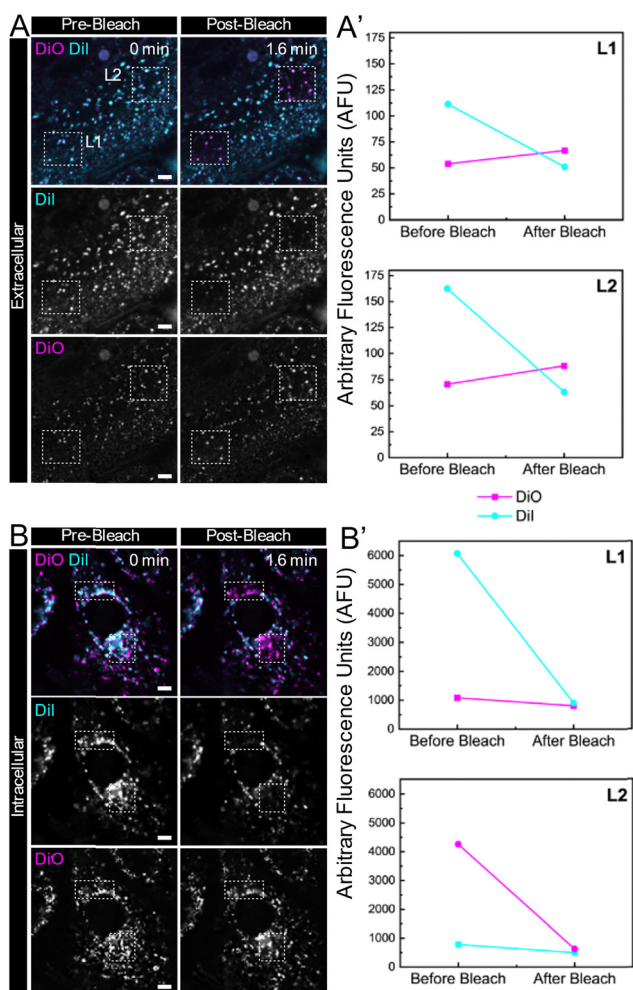 A
Pre-Bleach
Post-Bleach
DiO DiI
0 min
1.6 min
L2
L1
DiI
DiO
Extracellular
A’
L1
175
150
125
100
75
50
25
0
Before Bleach
After Bleach
L2
175
150
125
100
75
50
25
0
Before Bleach
After Bleach
Arbitrary Fluorescence Units (AFU)
DiO
DiI
B
Pre-Bleach
Post-Bleach
DiO DiI
0 min
1.6 min
DiI
DiO
Intracellular
B’
L1
6000
5000
4000
3000
2000
1000
0
Before Bleach
After Bleach
L2
6000
5000
4000
3000
2000
1000
0
Before Bleach
After Bleach
Arbitrary Fluorescence Units (AFU)